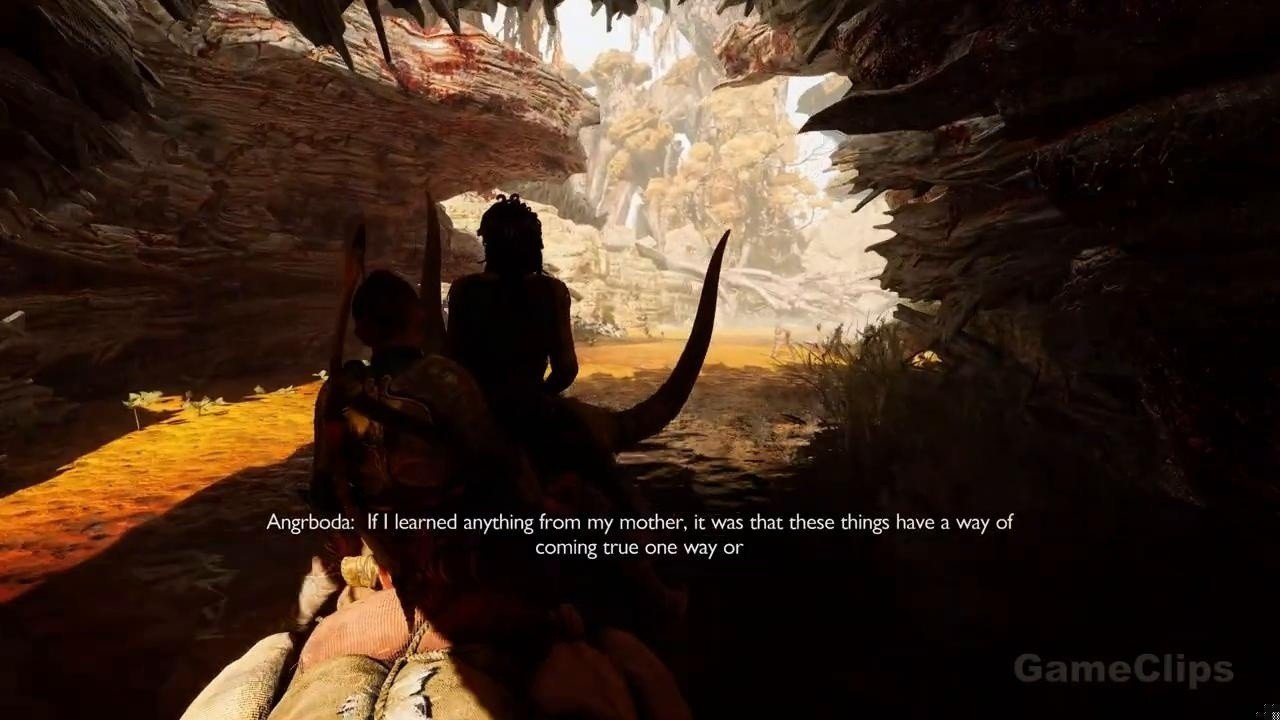 Angrboda: If I learned anything from my mother, it was that these things have a way of
coming true one way or
GameClips